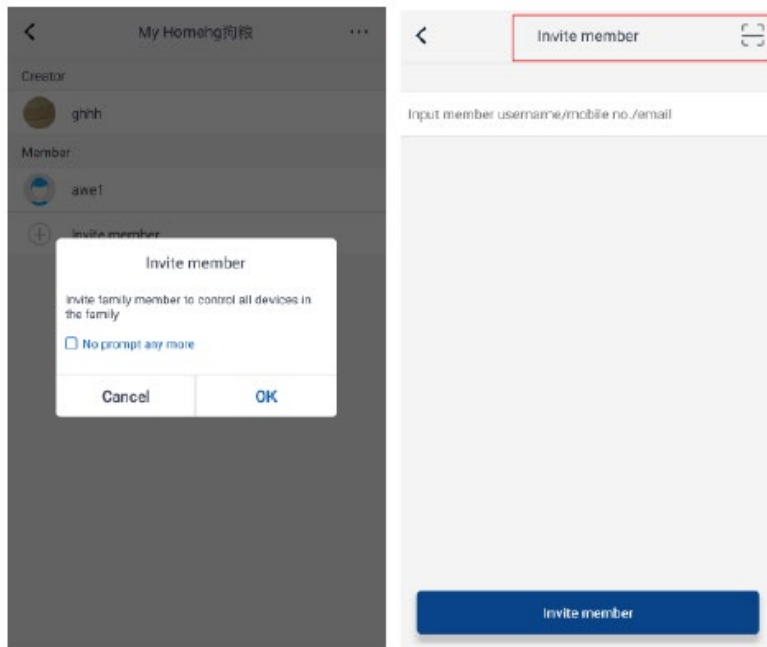 My Homehg狗粮
Creator
ghhh
Member
awe1
Invite member
Invite member
Invite family member to control all devices in
the family
No prompt any more
Cancel
OK
Invite member
Input member username/mobile no./email
Invite member